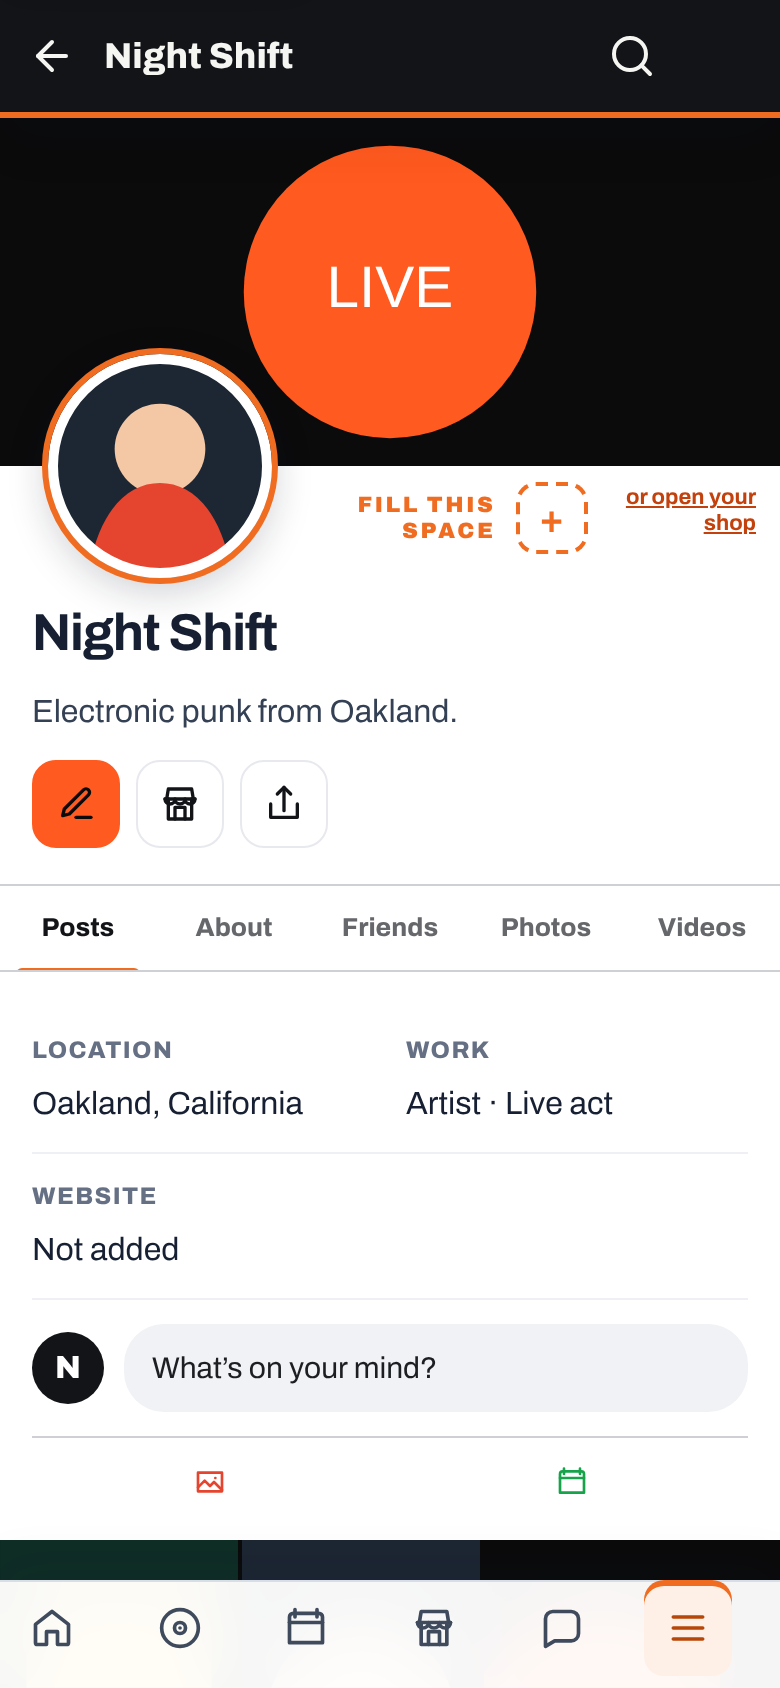 Night Shift
LIVE
FILL THIS
SPACE
+
or open your
shop
Night Shift
Electronic punk from Oakland.
Posts
About
Friends
Photos
Videos
LOCATION
WORK
Oakland, California
Artist · Live act
WEBSITE
Not added
N
What’s on your mind?